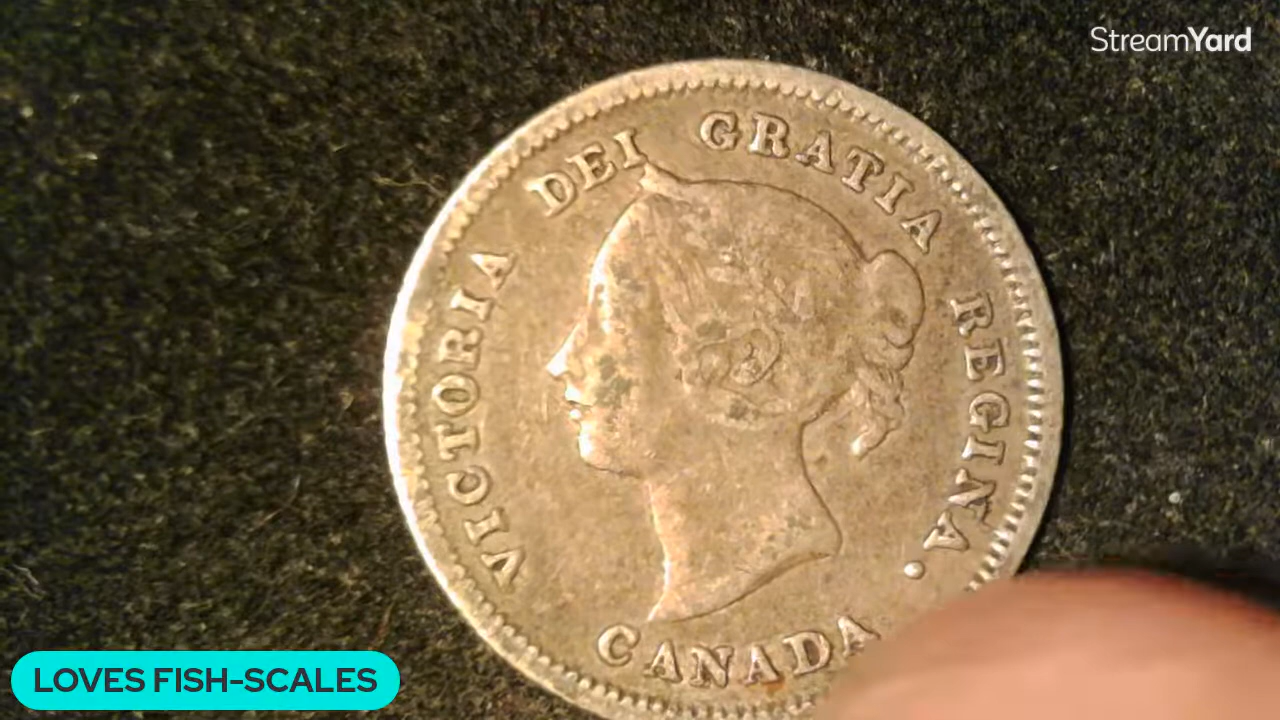 StreamYard
VICTORIA DEI GRATIA REGINA.
CANADA
LOVES FISH-SCALES